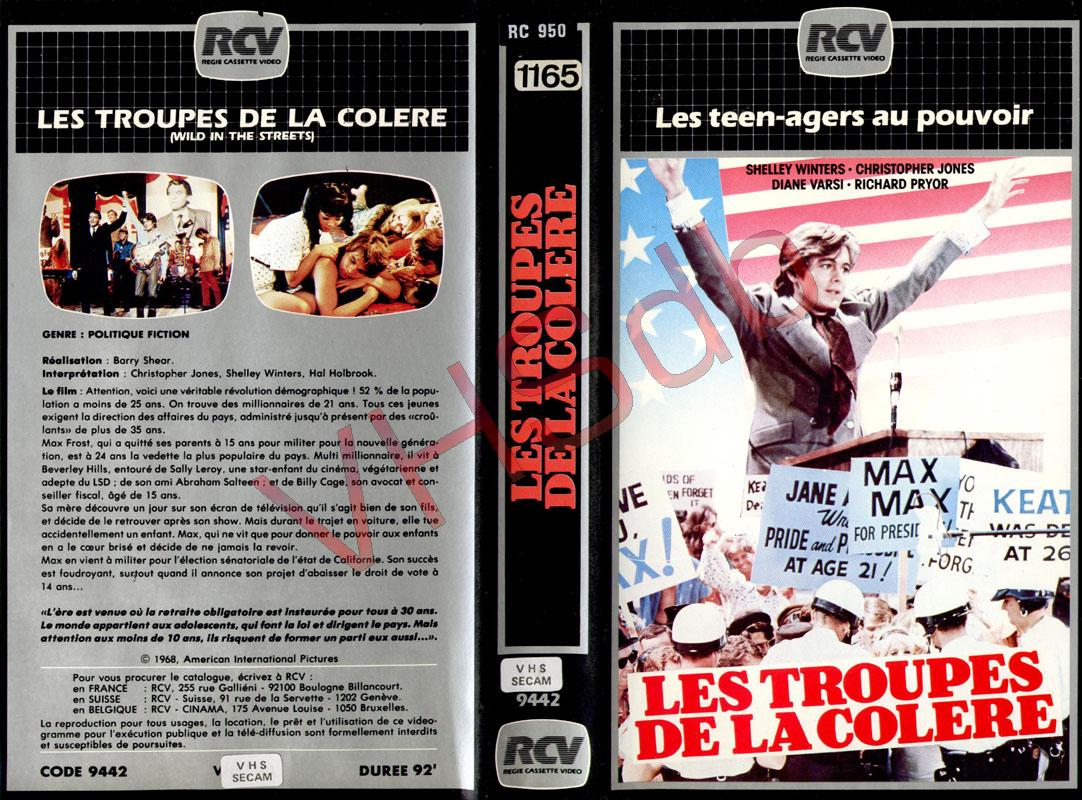 RCV
REGIE CASSETTE VIDEO
LES TROUPES DE LA COLERE
(WILD IN THE STREETS)
GENRE : POLITIQUE FICTION
Réalisation : Barry Shear.
Interprétation : Christopher Jones, Shelley Winters, Hal Holbrook.
Le film : Attention, voici une véritable révolution démographique ! 52 % de la popu-
lation a moins de 25 ans. On trouve des millionnaires de 21 ans. Tous ces jeunes
exigent la direction des affaires du pays, administré jusqu'à présent par des «croû-
lants» de plus de 35 ans.
Max Frost, qui a quitté ses parents à 15 ans pour militer pour la nouvelle généra-
tion, est à 24 ans la vedette la plus populaire du pays. Multi millionnaire, il vit à
Beverley Hills, entouré de Sally Leroy, une star-enfant du cinéma, végétarienne et
adepte du LSD ; de son ami Abraham Salteen ; et de Billy Cage, son avocat et con-
seiller fiscal, âgé de 15 ans.
Sa mère découvre un jour sur son écran de télévision qu'il s'agit bien de son fils,
et décide de le retrouver après son show. Mais durant le trajet en voiture, elle tue
accidentellement un enfant. Max, qui ne vit que pour donner le pouvoir aux enfants
en a le cœur brisé et décide de ne jamais la revoir.
Max en vient à militer pour l'élection sénatoriale de l'état de Californie. Son succès
est foudroyant, surtout quand il annonce son projet d'abaisser le droit de vote à
14 ans...
«L'ère est venue où la retraite obligatoire est instaurée pour tous à 30 ans.
Le monde appartient aux adolescents, qui font la loi et dirigent le pays. Mais
attention aux moins de 10 ans, ils risquent de former un parti eux aussi...».
© 1968, American International Pictures
Pour vous procurer le catalogue, écrivez à RCV :
en FRANCE : RCV, 255 rue Galliéni - 92100 Boulogne Billancourt.
en SUISSE : RCV - Suisse, 91 rue de la Servette - 1202 Genève.
en BELGIQUE : RCV - CINAMA, 175 Avenue Louise - 1050 Bruxelles.
La reproduction pour tous usages, la location, le prêt et l'utilisation de ce video-
gramme pour l'exécution publique et la télé-diffusion sont formellement interdits
et susceptibles de poursuites.
CODE 9442
V
VHS
SECAM
DUREE 92'
RC 950
1165
LES TROUPES
DE LA COLERE
VHS
SECAM
9442
RCV
REGIE CASSETTE VIDEO
RCV
REGIE CASSETTE VIDEO
Les teen-agers au pouvoir
SHELLEY WINTERS · CHRISTOPHER JONES
DIANE VARSI · RICHARD PRYOR
MAX
MAX
FOR PRESID
JANE
PRIDE and P
AT AGE 21!
KEAT
WAS DE
AT 26
FORG
LES TROUPES
DE LA COLERE
VHSdb